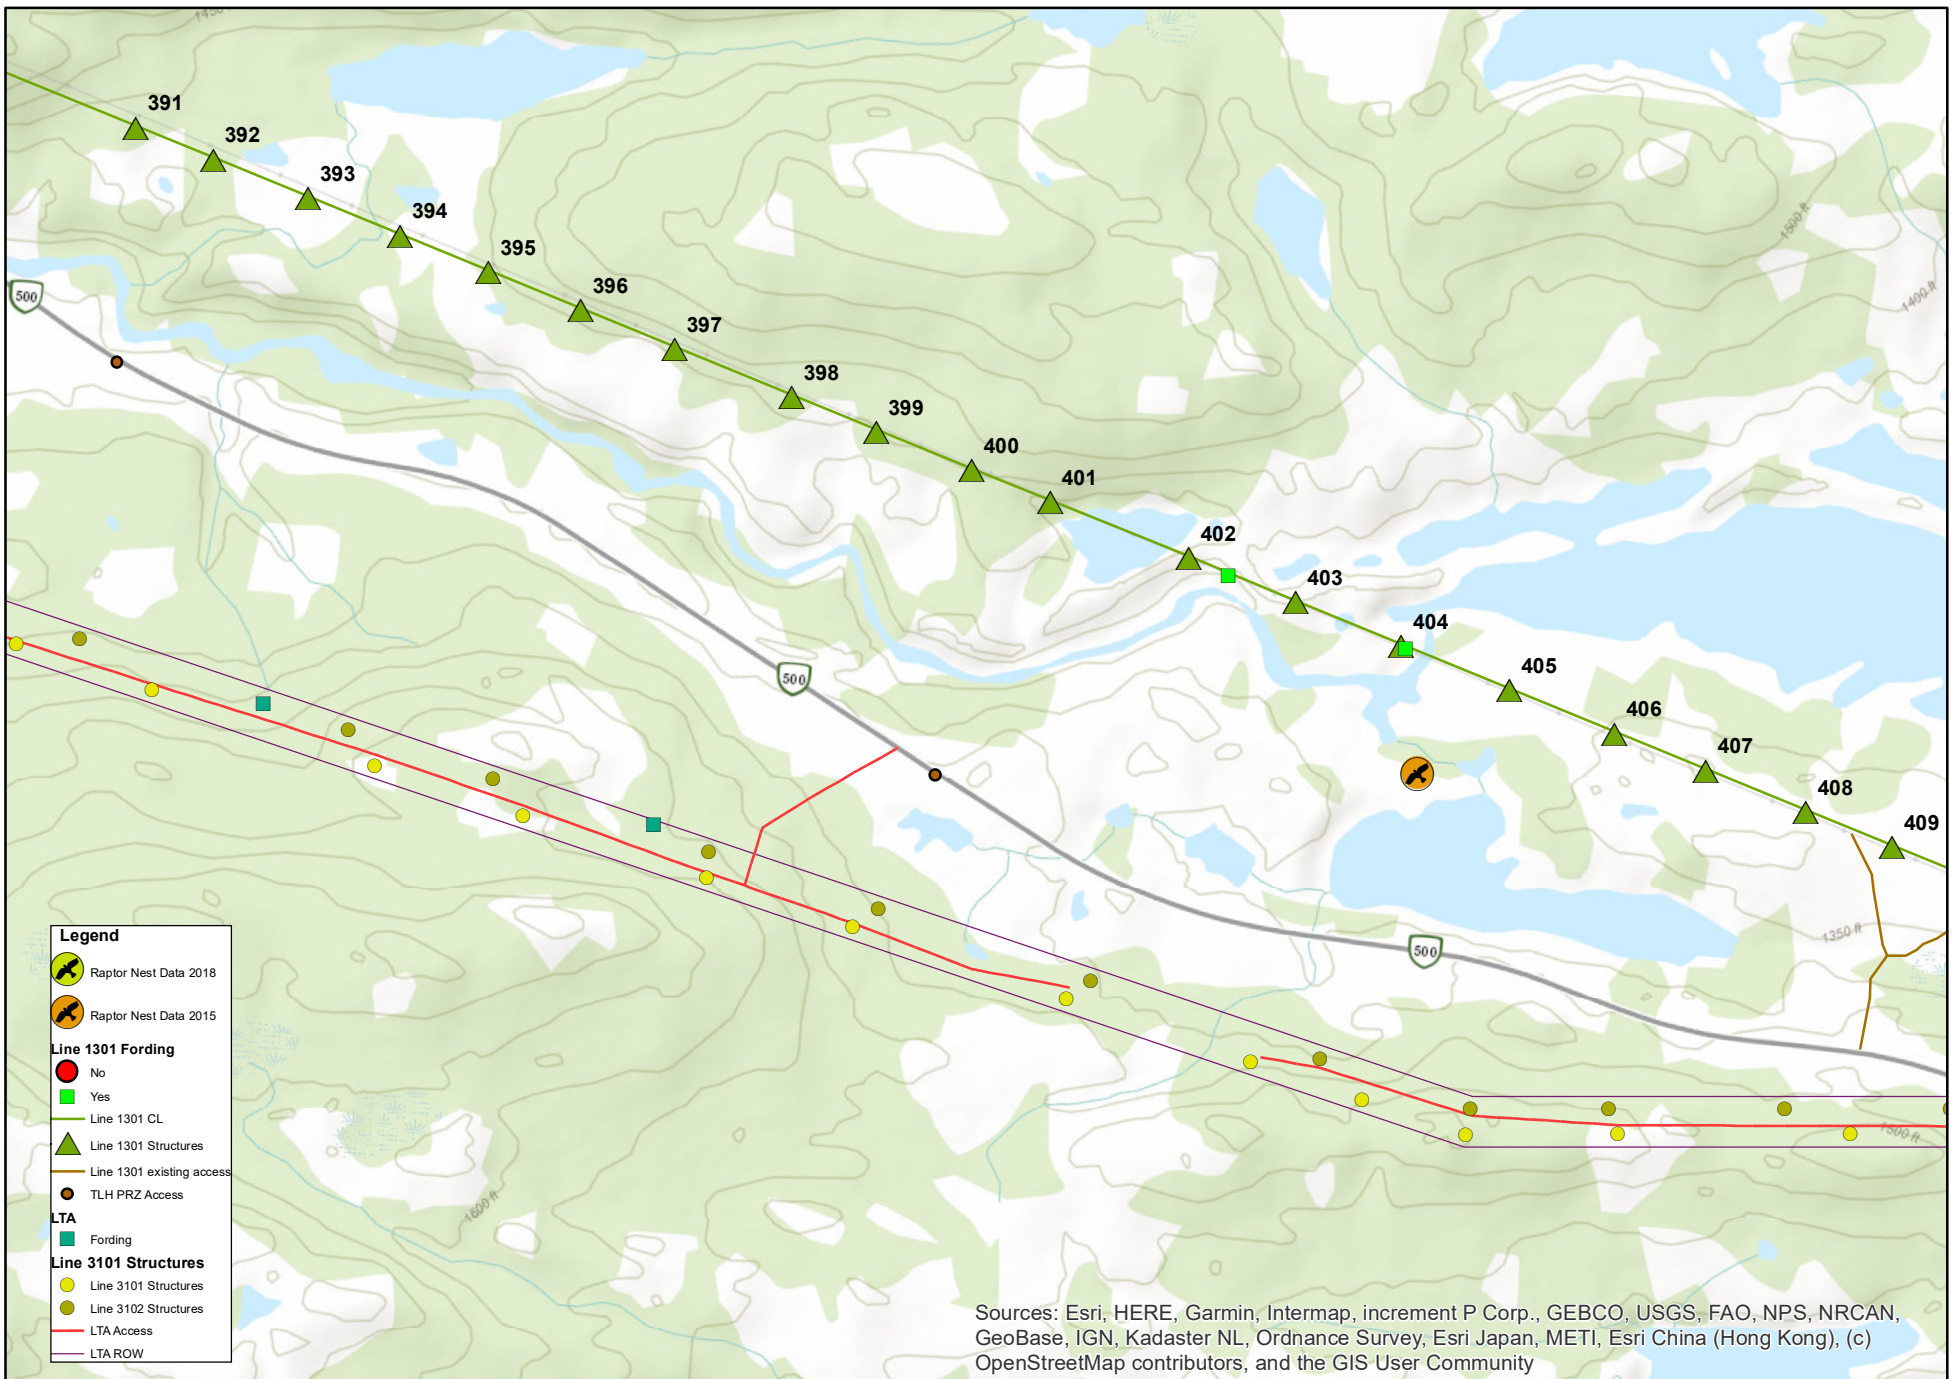 1450
391
392
393
394
395
396
397
398
399
400
401
402
403
404
405
406
407
408
409
500
500
500
1500 ft
1400 ft
1350 ft
1500 ft
1600 ft
Legend
Raptor Nest Data 2018
Raptor Nest Data 2015
Line 1301 Fording
No
Yes
Line 1301 CL
Line 1301 Structures
Line 1301 existing access
TLH PRZ Access
LTA
Fording
Line 3101 Structures
Line 3101 Structures
Line 3102 Structures
LTA Access
LTA ROW
Sources: Esri, HERE, Garmin, Intermap, increment P Corp., GEBCO, USGS, FAO, NPS, NRCAN,
GeoBase, IGN, Kadaster NL, Ordnance Survey, Esri Japan, METI, Esri China (Hong Kong), (c)
OpenStreetMap contributors, and the GIS User Community